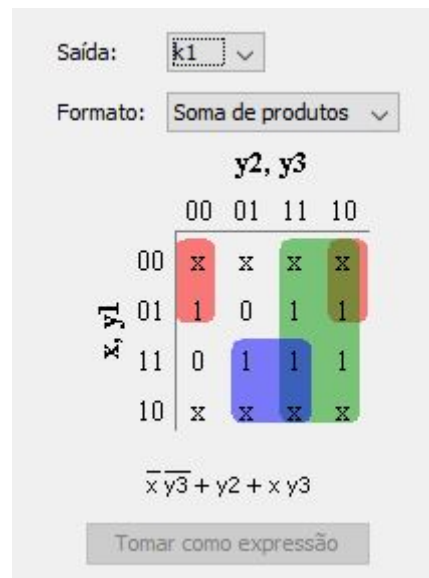 Saída: k1
Formato: Soma de produtos
y2, y3
00 01 11 10
00 x x x x
x, y1
01 1 0 1 1
11 0 1 1 1
10 x x x x
x̅ y̅3̅ + y2 + x y3
Tomar como expressão